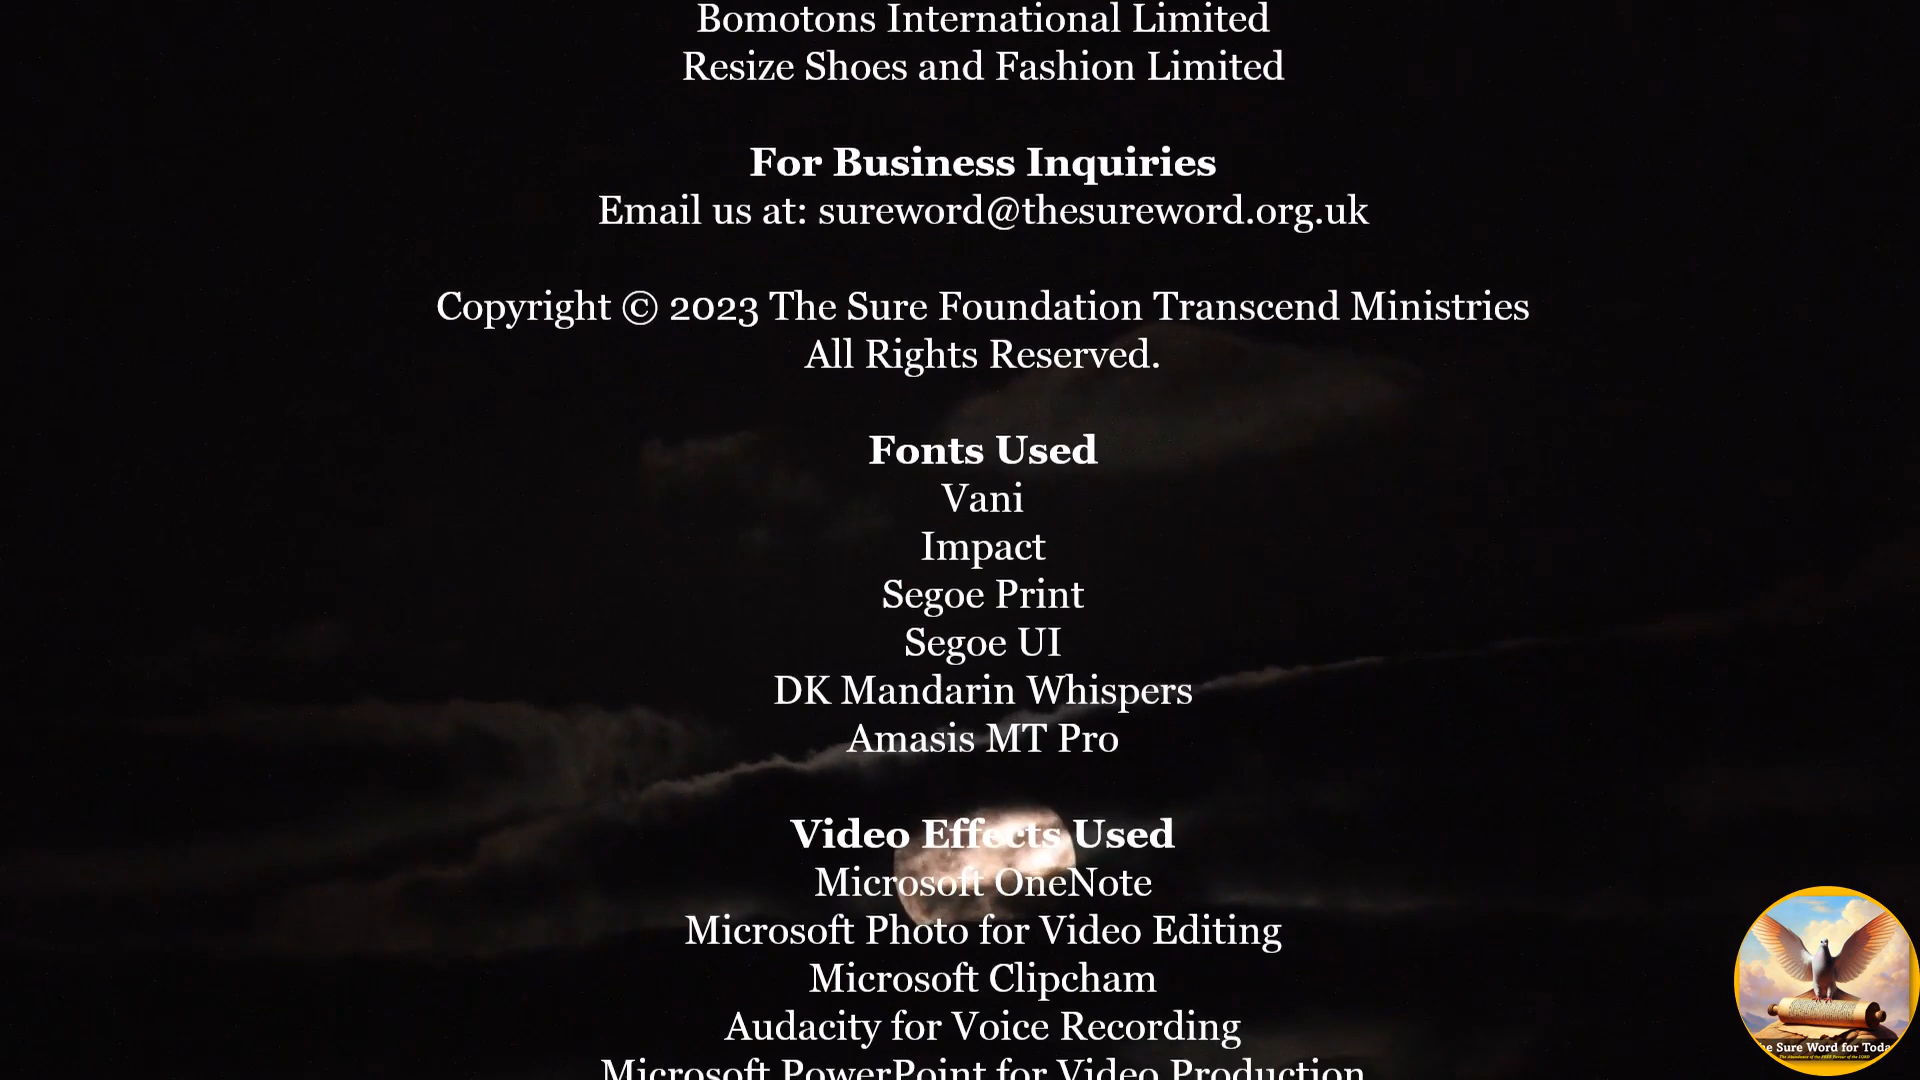 Bomotons International Limited
Resize Shoes and Fashion Limited
For Business Inquiries
Email us at: sureword@thesureword.org.uk
Copyright © 2023 The Sure Foundation Transcend Ministries
All Rights Reserved.
Fonts Used
Vani
Impact
Segoe Print
Segoe UI
DK Mandarin Whispers
Amasis MT Pro
Video Effects Used
Microsoft OneNote
Microsoft Photo for Video Editing
Microsoft Clipcham
Audacity for Voice Recording
Microsoft PowerPoint for Video Production
Sure Word for